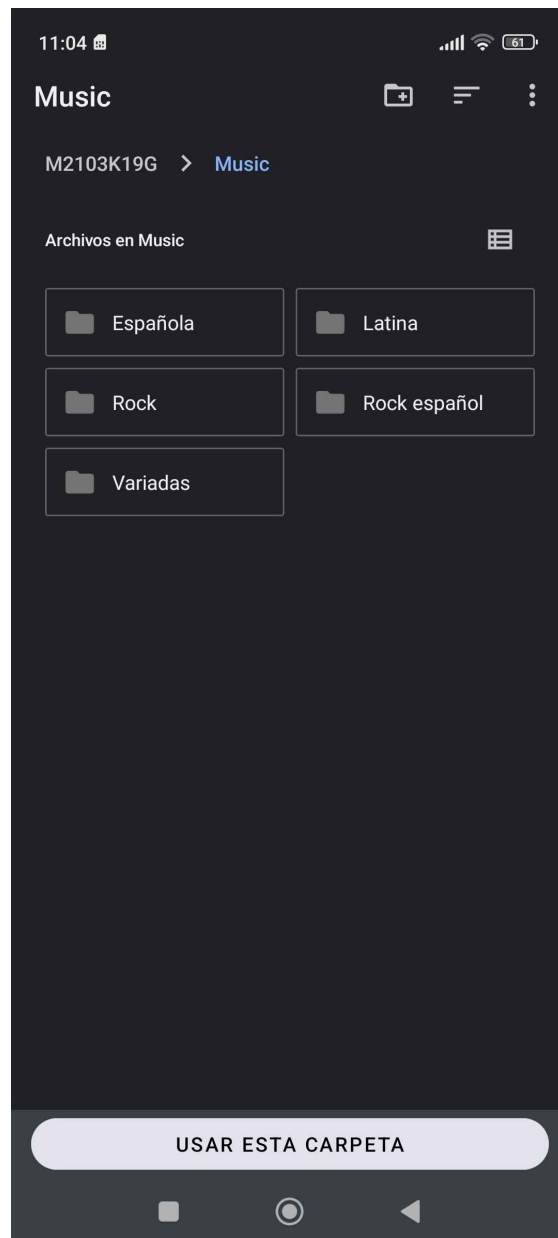 11:04
61
Music
M2103K19G > Music
Archivos en Music
Española
Latina
Rock
Rock español
Variadas
USAR ESTA CARPETA